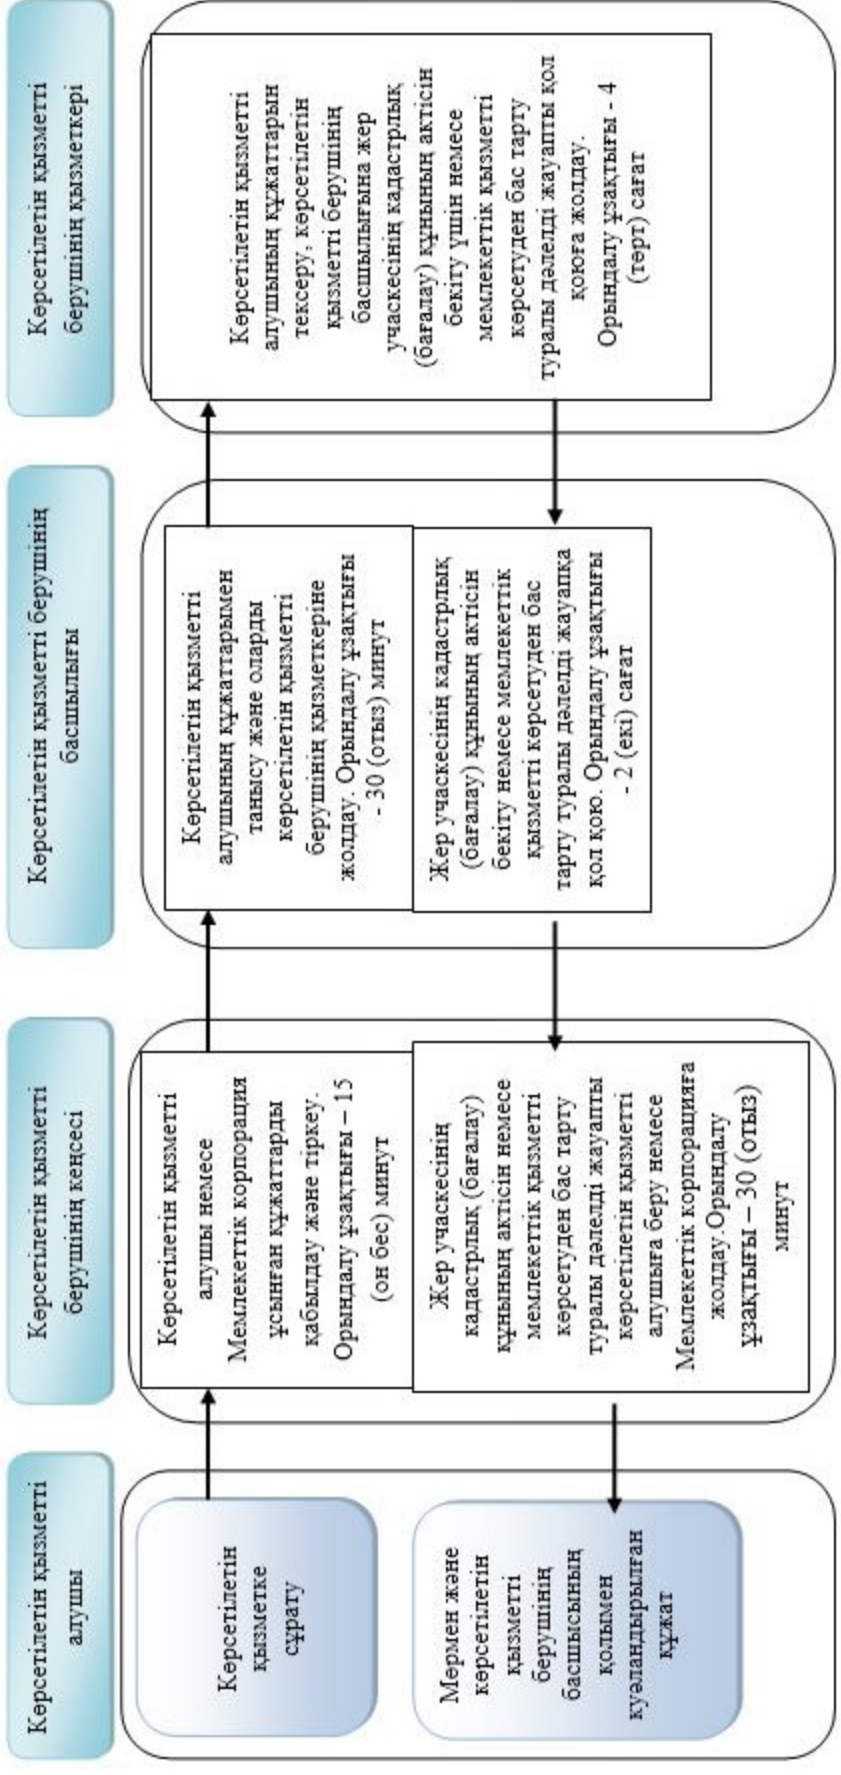 Көрсетілетін қызметті
алушы
Көрсетілетін қызметті
берушінің кеңсесі
Көрсетілетін қызметті берушінің
басшылығы
Көрсетілетін қызметті
берушінің қызметкері
Көрсетілетін
қызметке
сұрату
Көрсетілетін қызметті
алушы немесе
Мемлекеттік корпорация
ұсынған құжаттарды
қабылдау және тіркеу.
Орындалу ұзақтығы – 15
(он бес) минут
Көрсетілетін қызметті
алушының құжаттарымен
танысу және оларды
көрсетілетін қызметті
берушінің қызметкеріне
жолдау. Орындалу ұзақтығы
- 30 (отыз) минут
Көрсетілетін қызметті
алушының құжаттарын
тексеру, көрсетілетін
қызметті берушінің
басшылығына жер
учаскесінің кадастрлық
(бағалау) құнының актісін
бекіту үшін немесе
мемлекеттік қызметті
көрсетуден бас тарту
туралы дәлелді жауапты қол
қоюға жолдау.
Орындалу ұзақтығы - 4
(төрт) сағат
Жер учаскесінің кадастрлық
(бағалау) құнының актісін
бекіту немесе мемлекеттік
қызметті көрсетуден бас
тарту туралы дәлелді жауапқа
қол қою. Орындалу ұзақтығы
- 2 (екі) сағат
Жер учаскесінің
кадастрлық (бағалау)
құнының актісін немесе
мемлекеттік қызметті
көрсетуден бас тарту
туралы дәлелді жауапты
көрсетілетін қызметті
алушыға беру немесе
Мемлекеттік корпорацияға
жолдау.Орындалу
ұзақтығы – 30 (отыз)
минут
Мөрмен және
көрсетілетін
қызметті
берушінің
басшысының
қолымен
куәландырылған
құжат